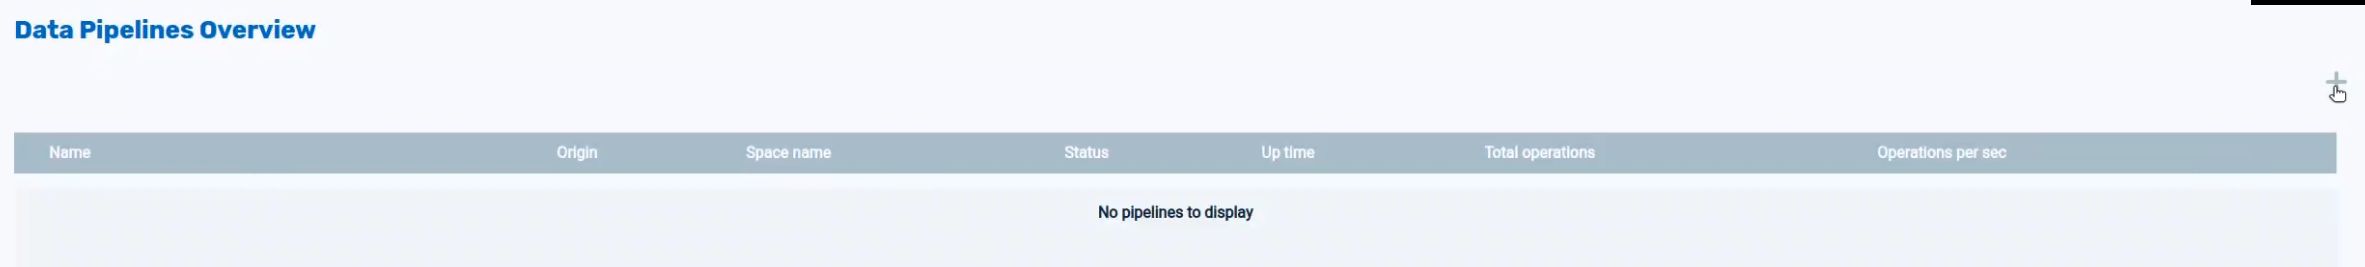 Data Pipelines Overview
Name Origin Space name Status Up time Total operations Operations per sec
No pipelines to display